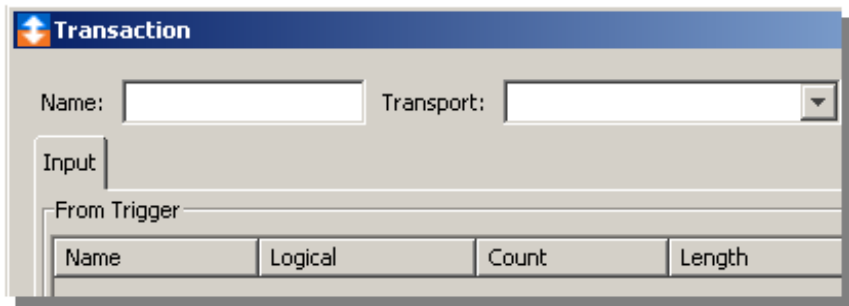 Transaction
Name: Transport:
Input
From Trigger
Name Logical Count Length